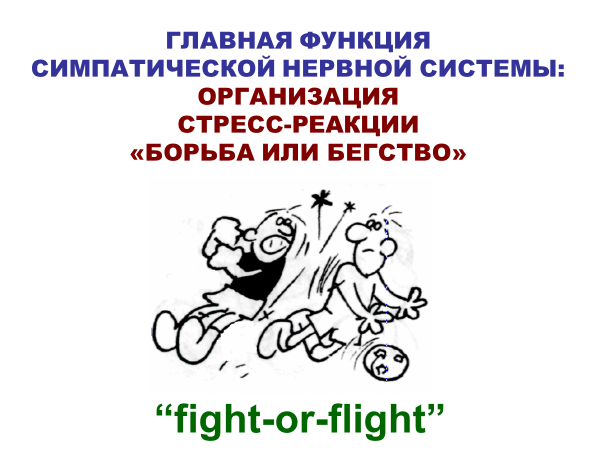 ГЛАВНАЯ ФУНКЦИЯ
СИМПАТИЧЕСКОЙ НЕРВНОЙ СИСТЕМЫ:
ОРГАНИЗАЦИЯ
СТРЕСС-РЕАКЦИИ
«БОРЬБА ИЛИ БЕГСТВО»
“fight-or-flight”